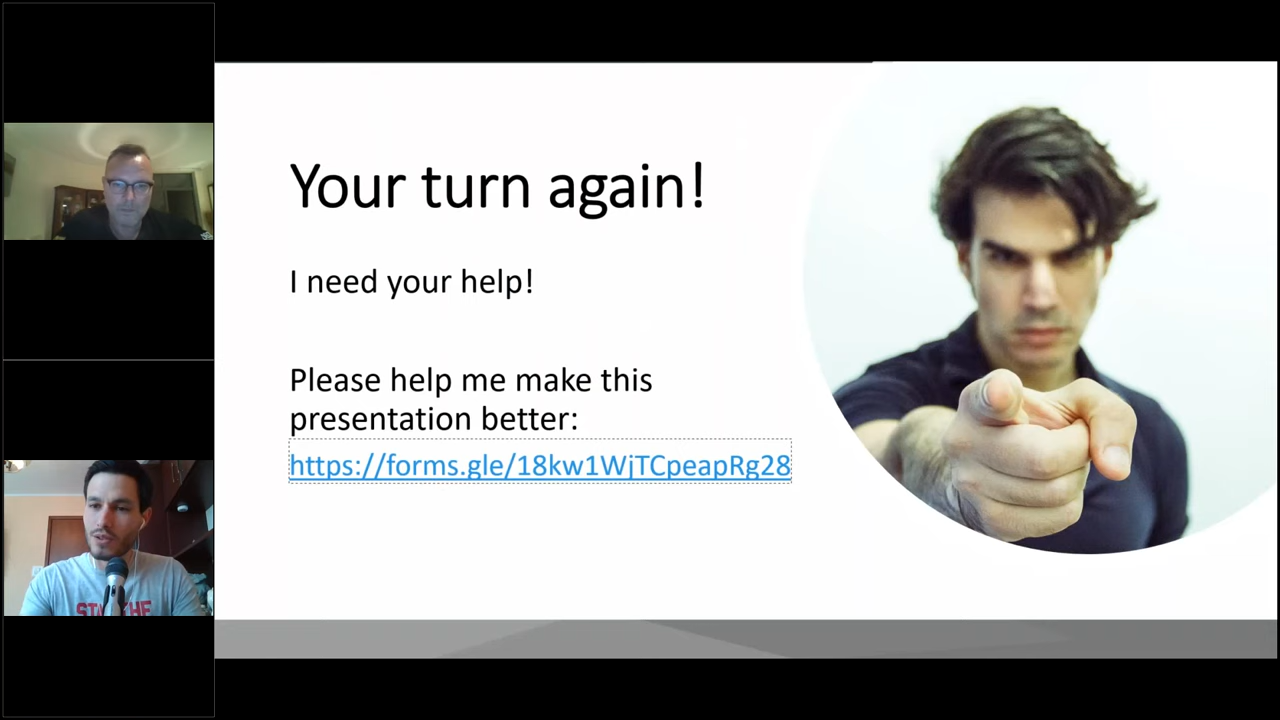 Your turn again!
I need your help!
Please help me make this
presentation better:
https://forms.gle/18kw1WjTCpeapRg28